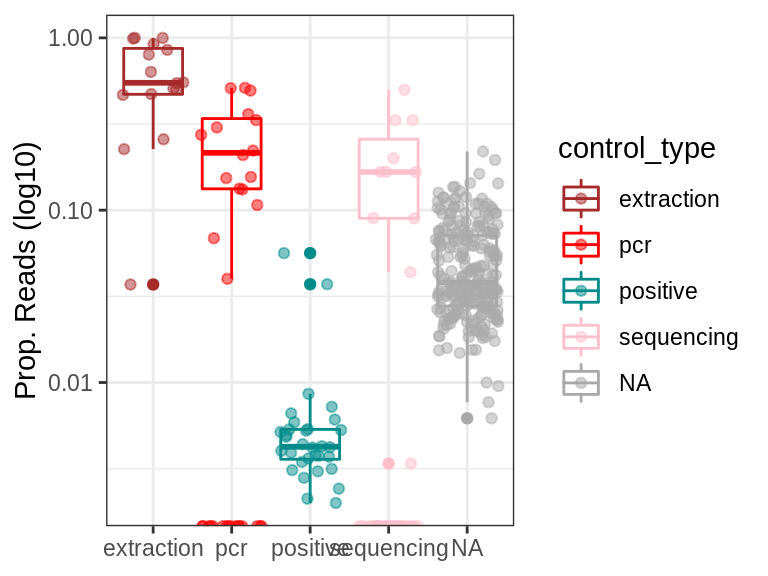 1.00
0.10
0.01
Prop. Reads (log10)
extraction pcr positive sequencing NA
control_type
extraction
pcr
positive
sequencing
NA